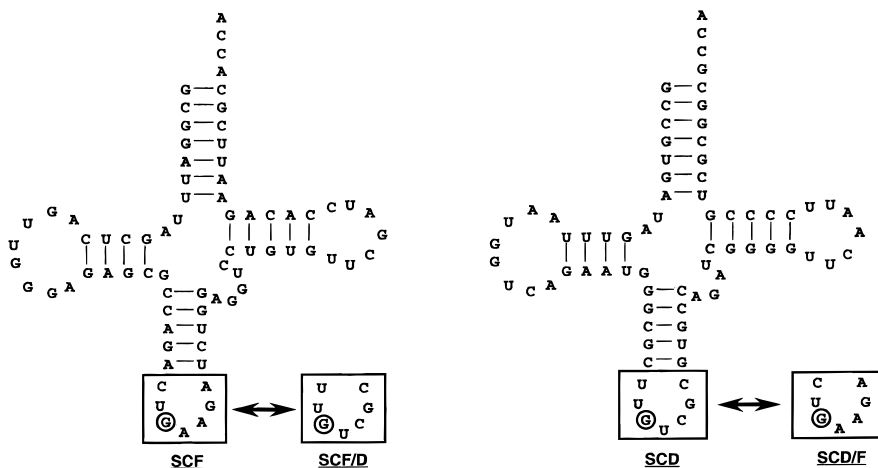 A C C A C G C U U A A
G C G G A U U
U A
G C U C A G U U G G G A G A G C
G C C A G A
C U G A A G A
U C U G G
A G G U C
C U G U G U U C G A U C C A C A G
SCF
U U G U C G C
SCF/D
A C C G C G G C G C U
G C C G U G A
U A
G U U U A A U G G U C A G A A U
G G G C G C
U U G U C G C
G U G C C
A G A U C
G G G G U U C A A U U C C C C G
SCD
C U G A A G A
SCD/F